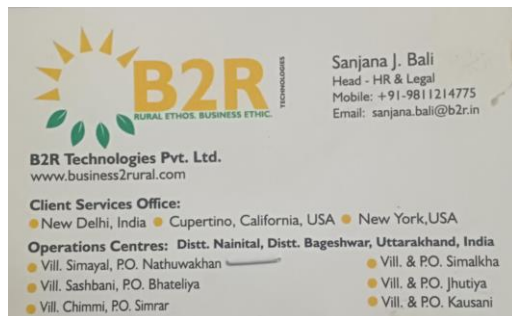 B2R
TECHNOLOGIES
RURAL ETHOS. BUSINESS ETHIC.
Sanjana J. Bali
Head - HR & Legal
Mobile: +91-9811214775
Email: sanjana.bali@b2r.in
B2R Technologies Pvt. Ltd.
www.business2rural.com
Client Services Office:
New Delhi, India ● Cupertino, California, USA ● New York,USA
Operations Centres: Distt. Nainital, Distt. Bageshwar, Uttarakhand, India
● Vill. Simayal, P.O. Nathuwakhan
● Vill. Sashbani, P.O. Bhateliya
● Vill. Chimmi, P.O. Simrar
● Vill. & P.O. Simalkha
● Vill. & P.O. Jhutiya
● Vill. & P.O. Kausani